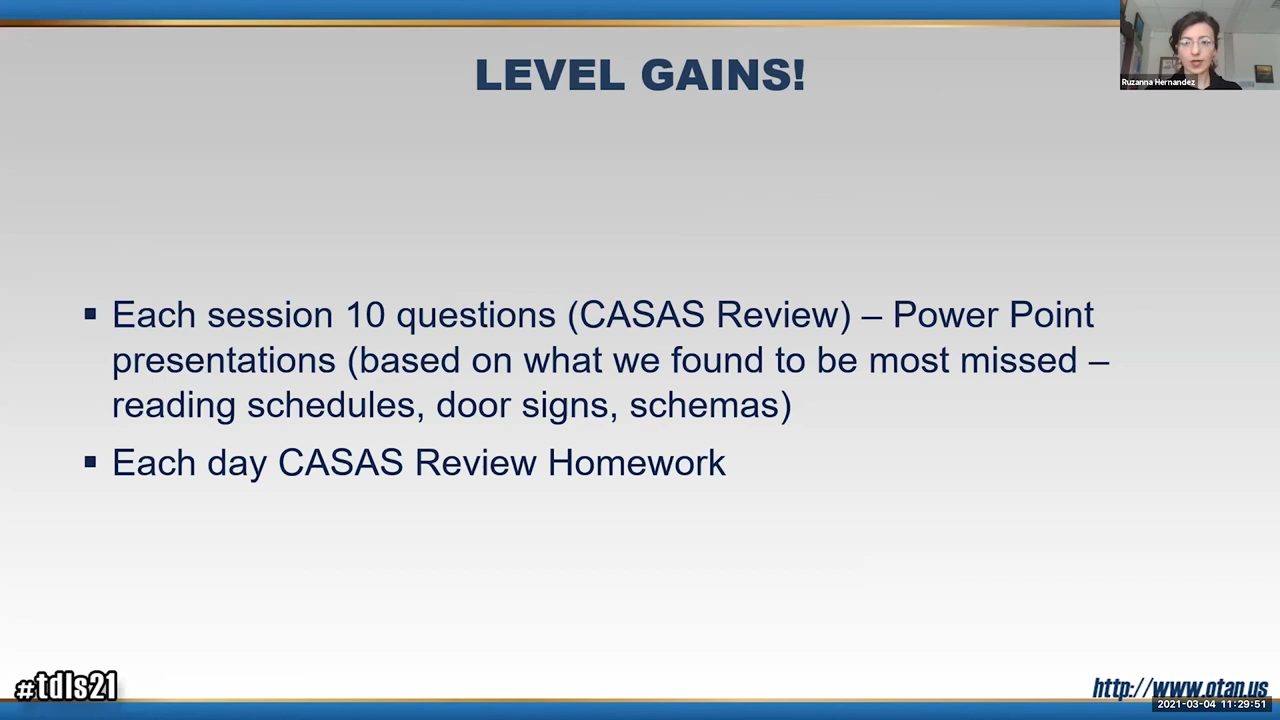 LEVEL GAINS!
Ruzanna Hernandez
▪ Each session 10 questions (CASAS Review) – Power Point
presentations (based on what we found to be most missed –
reading schedules, door signs, schemas)
▪ Each day CASAS Review Homework
#tdls21
http://www.otan.us
2021-03-04 11:29:51